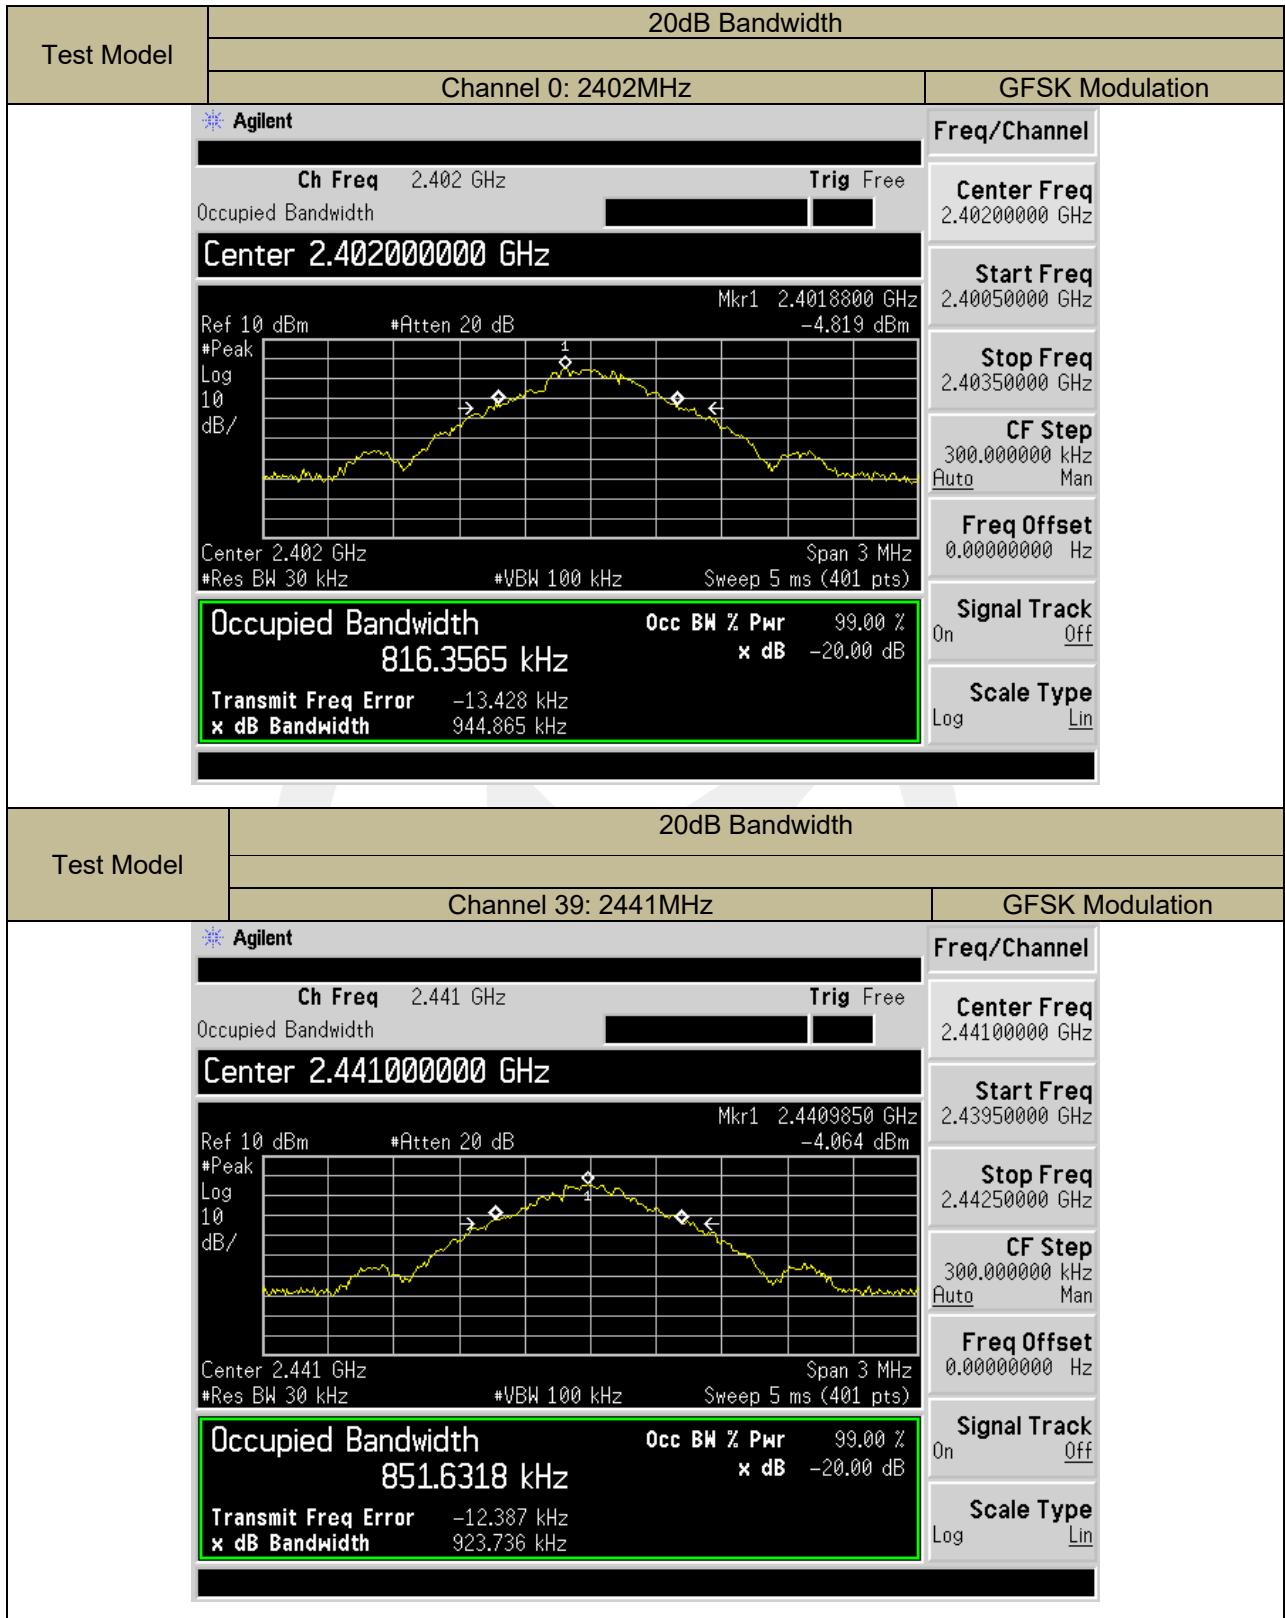 Test Model
20dB Bandwidth
Channel 0: 2402MHz
GFSK Modulation
Agilent
Freq/Channel
Ch Freq 2.402 GHz Trig Free
Occupied Bandwidth
Center 2.402000000 GHz
Mkr1 2.4018800 GHz
Ref 10 dBm #Atten 20 dB -4.819 dBm
#Peak
Log
10
dB/
1
Center 2.402 GHz Span 3 MHz
#Res BW 30 kHz #VBW 100 kHz Sweep 5 ms (401 pts)
Occupied Bandwidth
816.3565 kHz
Occ BW % Pwr 99.00 %
x dB -20.00 dB
Transmit Freq Error -13.428 kHz
x dB Bandwidth 944.865 kHz
Center Freq
2.40200000 GHz
Start Freq
2.40050000 GHz
Stop Freq
2.40350000 GHz
CF Step
300.000000 kHz
Auto Man
Freq Offset
0.00000000 Hz
Signal Track
On Off
Scale Type
Log Lin
Test Model
20dB Bandwidth
Channel 39: 2441MHz
GFSK Modulation
Agilent
Freq/Channel
Ch Freq 2.441 GHz Trig Free
Occupied Bandwidth
Center 2.441000000 GHz
Mkr1 2.4409850 GHz
Ref 10 dBm #Atten 20 dB -4.064 dBm
#Peak
Log
10
dB/
1
Center 2.441 GHz Span 3 MHz
#Res BW 30 kHz #VBW 100 kHz Sweep 5 ms (401 pts)
Occupied Bandwidth
851.6318 kHz
Occ BW % Pwr 99.00 %
x dB -20.00 dB
Transmit Freq Error -12.387 kHz
x dB Bandwidth 923.736 kHz
Center Freq
2.44100000 GHz
Start Freq
2.43950000 GHz
Stop Freq
2.44250000 GHz
CF Step
300.000000 kHz
Auto Man
Freq Offset
0.00000000 Hz
Signal Track
On Off
Scale Type
Log Lin